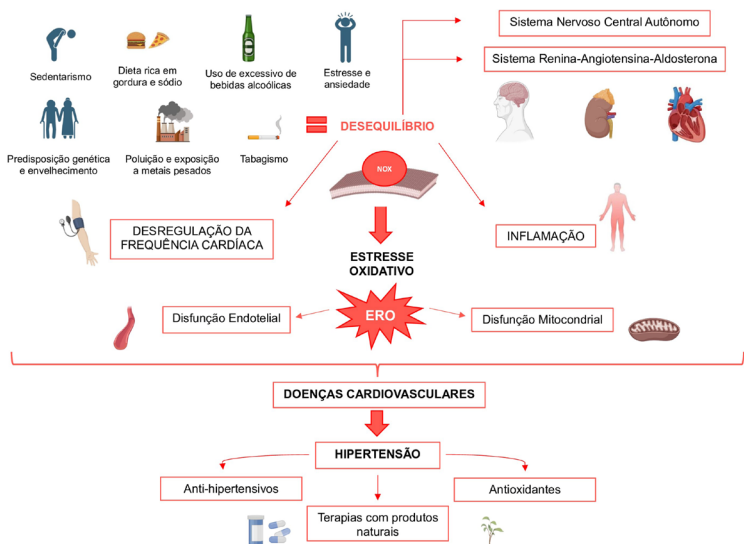 Sistema Nervoso Central Autônomo
Sistema Renina-Angiotensina-Aldosterona
Sedentarismo
Dieta rica em
gordura e sódio
Uso de excessivo de
bebidas alcoólicas
Estresse e
ansiedade
Predisposição genética
e envelhecimento
Poluição e exposição
a metais pesados
Tabagismo
DESEQUILÍBRIO
NOX
DESREGULAÇÃO DA
FREQUÊNCIA CARDÍACA
INFLAMAÇÃO
ESTRESSE
OXIDATIVO
Disfunção Endotelial
ERO
Disfunção Mitocondrial
DOENÇAS CARDIOVASCULARES
HIPERTENSÃO
Anti-hipertensivos
Terapias com produtos
naturais
Antioxidantes